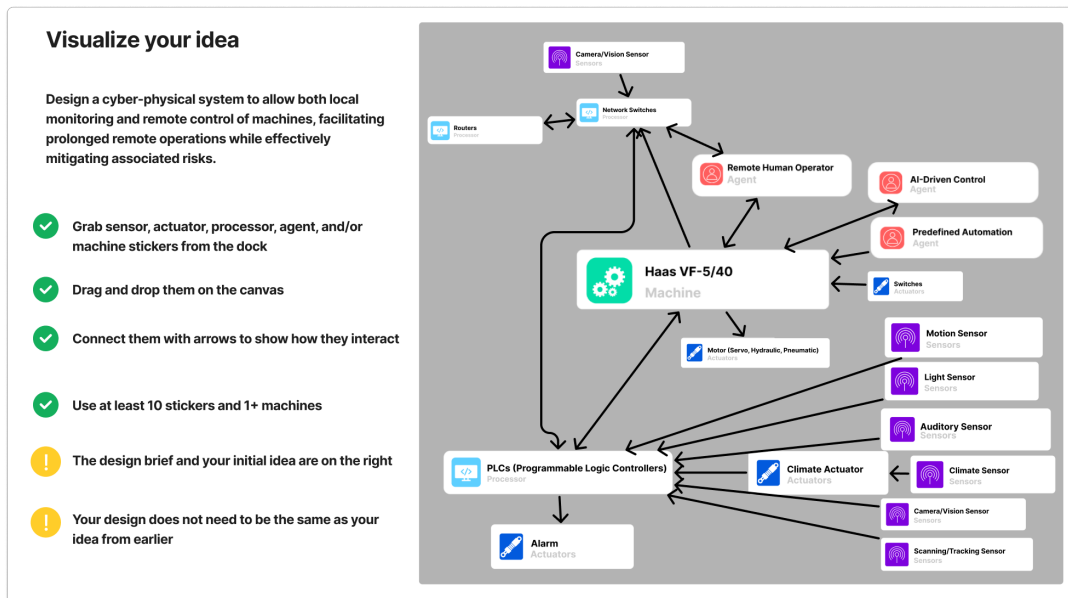 Visualize your idea
Design a cyber-physical system to allow both local
monitoring and remote control of machines, facilitating
prolonged remote operations while effectively
mitigating associated risks.
Grab sensor, actuator, processor, agent, and/or
machine stickers from the dock
Drag and drop them on the canvas
Connect them with arrows to show how they interact
Use at least 10 stickers and 1+ machines
The design brief and your initial idea are on the right
Your design does not need to be the same as your
idea from earlier
Camera/Vision Sensor
Sensors
Network Switches
Processor
Routers
Processor
Remote Human Operator
Agent
AI-Driven Control
Agent
Predefined Automation
Agent
Haas VF-5/40
Machine
Switches
Actuators
Motor (Servo, Hydraulic, Pneumatic)
Actuators
Motion Sensor
Sensors
Light Sensor
Sensors
Auditory Sensor
Sensors
PLCs (Programmable Logic Controllers)
Processor
Climate Actuator
Actuators
Climate Sensor
Sensors
Camera/Vision Sensor
Sensors
Alarm
Actuators
Scanning/Tracking Sensor
Sensors